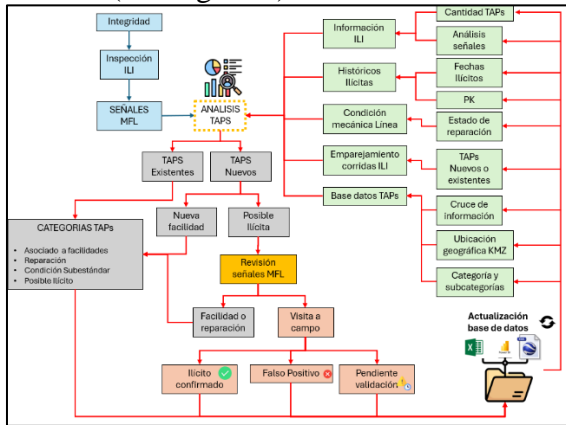 Integridad
Inspección
ILI
SEÑALES
MFL
ANALISIS
TAPS
TAPS
Existentes
TAPS
Nuevos
Nueva
facilidad
Posible
Ilícita
CATEGORIAS TAPs
• Asociado a facilidades
• Reparación
• Condición Subestándar
• Posible Ilícito
Revisión
señales MFL
Facilidad o
reparación
Visita a
campo
Ilícito
confirmado
Falso Positivo
Pendiente
validación
Información
ILI
Históricos
Ilícitas
Condición
mecánica Línea
Emparejamiento
corridas ILI
Base datos TAPs
Cantidad TAPs
Análisis
señales
Fechas
Ilícitos
PK
Estado de
reparación
TAPs
Nuevos o
existentes
Cruce de
información
Ubicación
geográfica KMZ
Categoría y
subcategorías
Actualización
base de datos